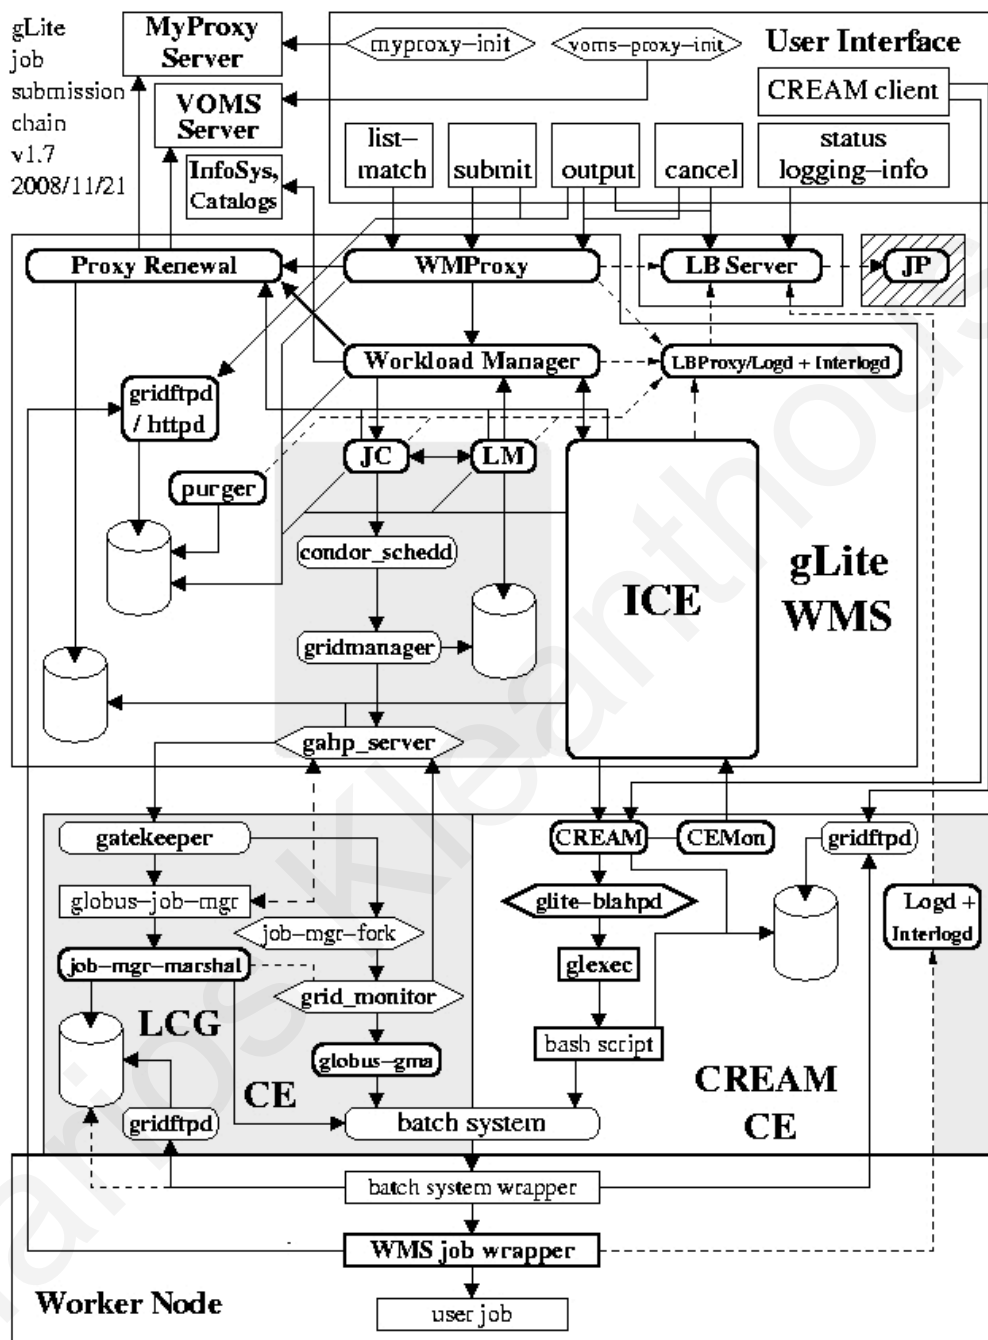 gLite
job
submission
chain
v1.7
2008/11/21
MyProxy
Server
myproxy-init
voms-proxy-init
User Interface
VOMS
Server
CREAM client
InfoSys,
Catalogs
list-
match
submit
output
cancel
status
logging-info
Proxy Renewal
WMProxy
LB Server
JP
Workload Manager
LBProxy/Logd + Interlogd
gridftpd
/ httpd
JC
LM
purger
condor_schedd
ICE
gLite
WMS
gridmanager
gahp_server
gatekeeper
CREAM
CEMon
gridftpd
globus-job-mgr
glite-blahpd
Logd +
Interlogd
job-mgr-fork
job-mgr-marshal
glexec
grid_monitor
LCG
CE
bash script
globus-gma
CREAM
CE
gridftpd
batch system
batch system wrapper
WMS job wrapper
Worker Node
user job
Marios Kleanthous